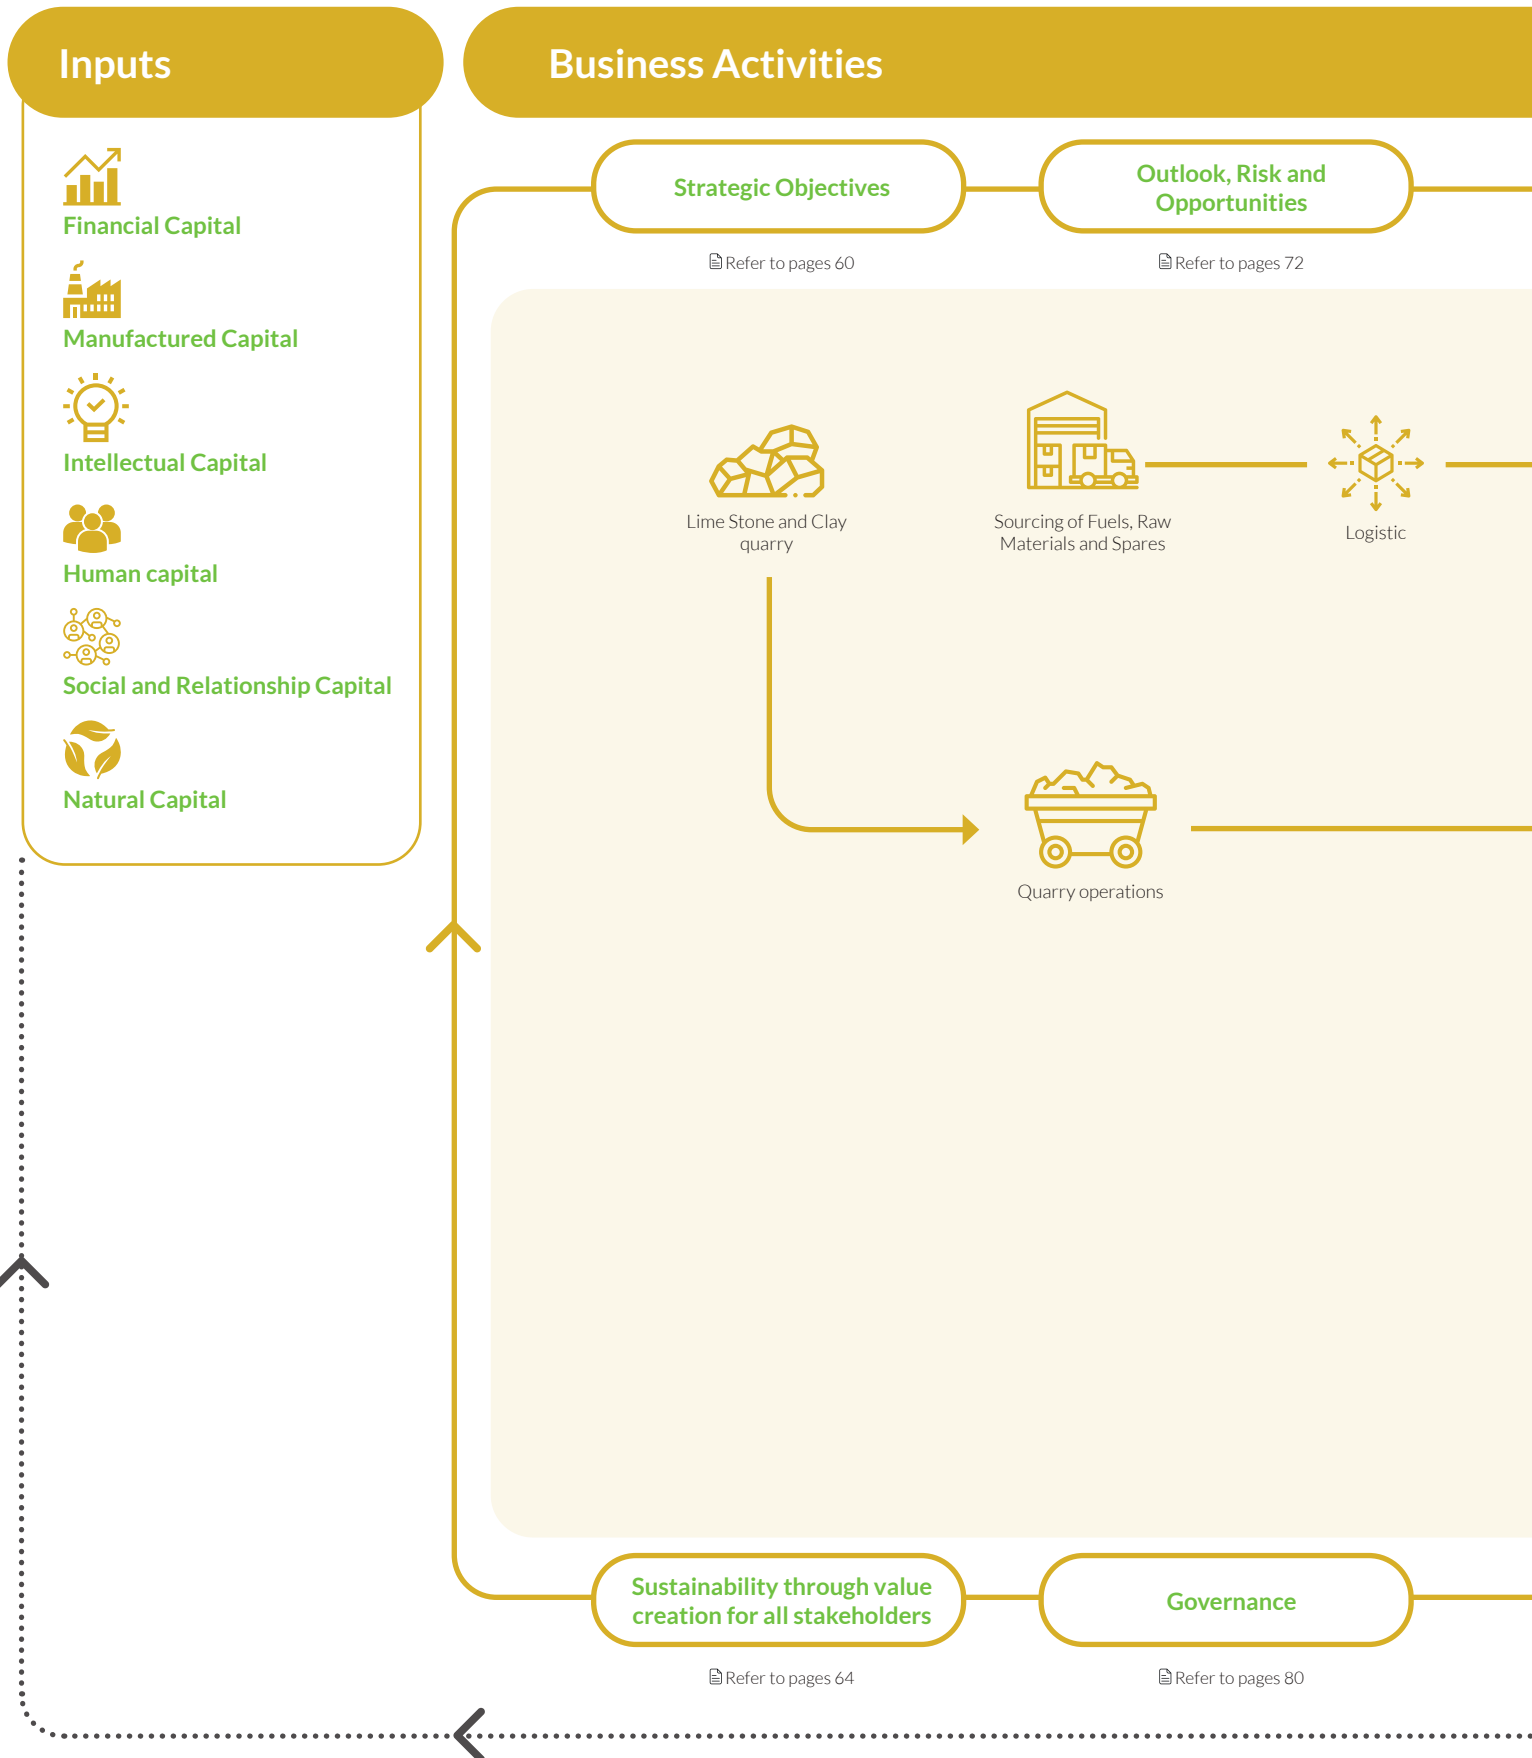 Inputs
Financial Capital
Manufactured Capital
Intellectual Capital
Human capital
Social and Relationship Capital
Natural Capital
Business Activities
Strategic Objectives
Refer to pages 60
Outlook, Risk and
Opportunities
Refer to pages 72
Lime Stone and Clay
quarry
Sourcing of Fuels, Raw
Materials and Spares
Logistic
Quarry operations
Sustainability through value
creation for all stakeholders
Refer to pages 64
Governance
Refer to pages 80